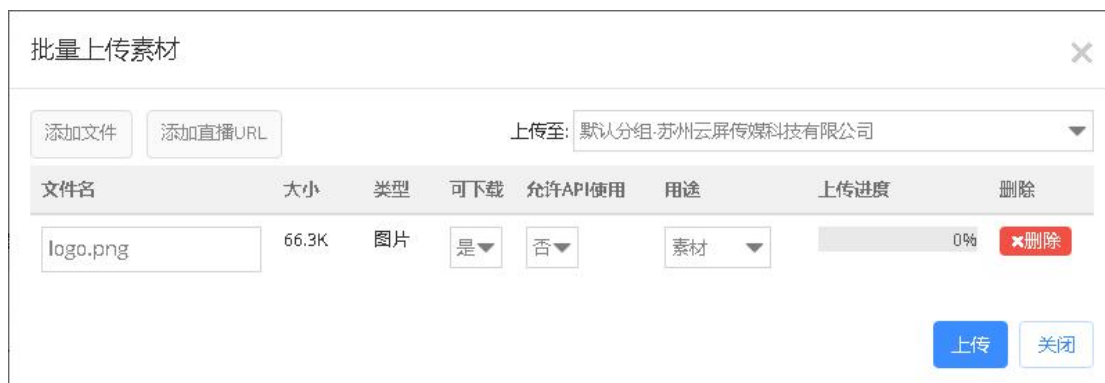 批量上传素材
添加文件 添加直播URL 上传至: 默认分组-苏州云屏传媒科技有限公司
文件名 大小 类型 可下载 允许API使用 用途 上传进度 删除
logo.png 66.3K 图片 是 否 素材 0% ×删除
上传 关闭